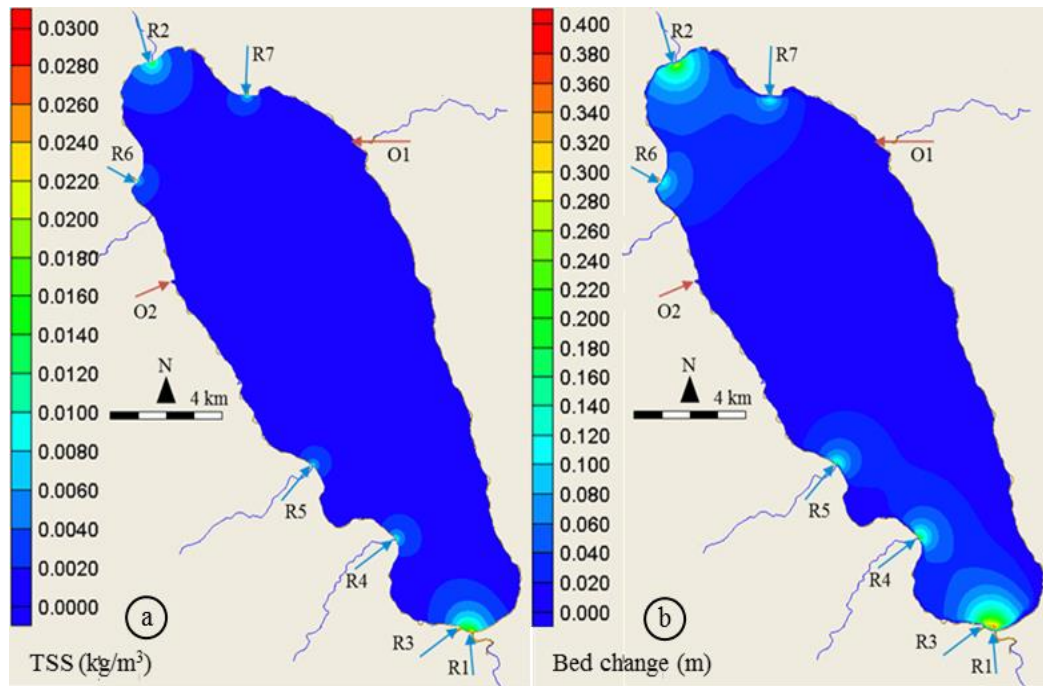 0.0300
0.0280
0.0260
0.0240
0.0220
0.0200
0.0180
0.0160
0.0140
0.0120
0.0100
0.0080
0.0060
0.0040
0.0020
0.0000
R2
R7
O1
R6
O2
N
4 km
R5
R4
R3
R1
a
TSS (kg/m³)
0.400
0.380
0.360
0.340
0.320
0.300
0.280
0.260
0.240
0.220
0.200
0.180
0.160
0.140
0.120
0.100
0.080
0.060
0.040
0.020
0.000
R2
R7
O1
R6
O2
N
4 km
R5
R4
R3
R1
b
Bed change (m)